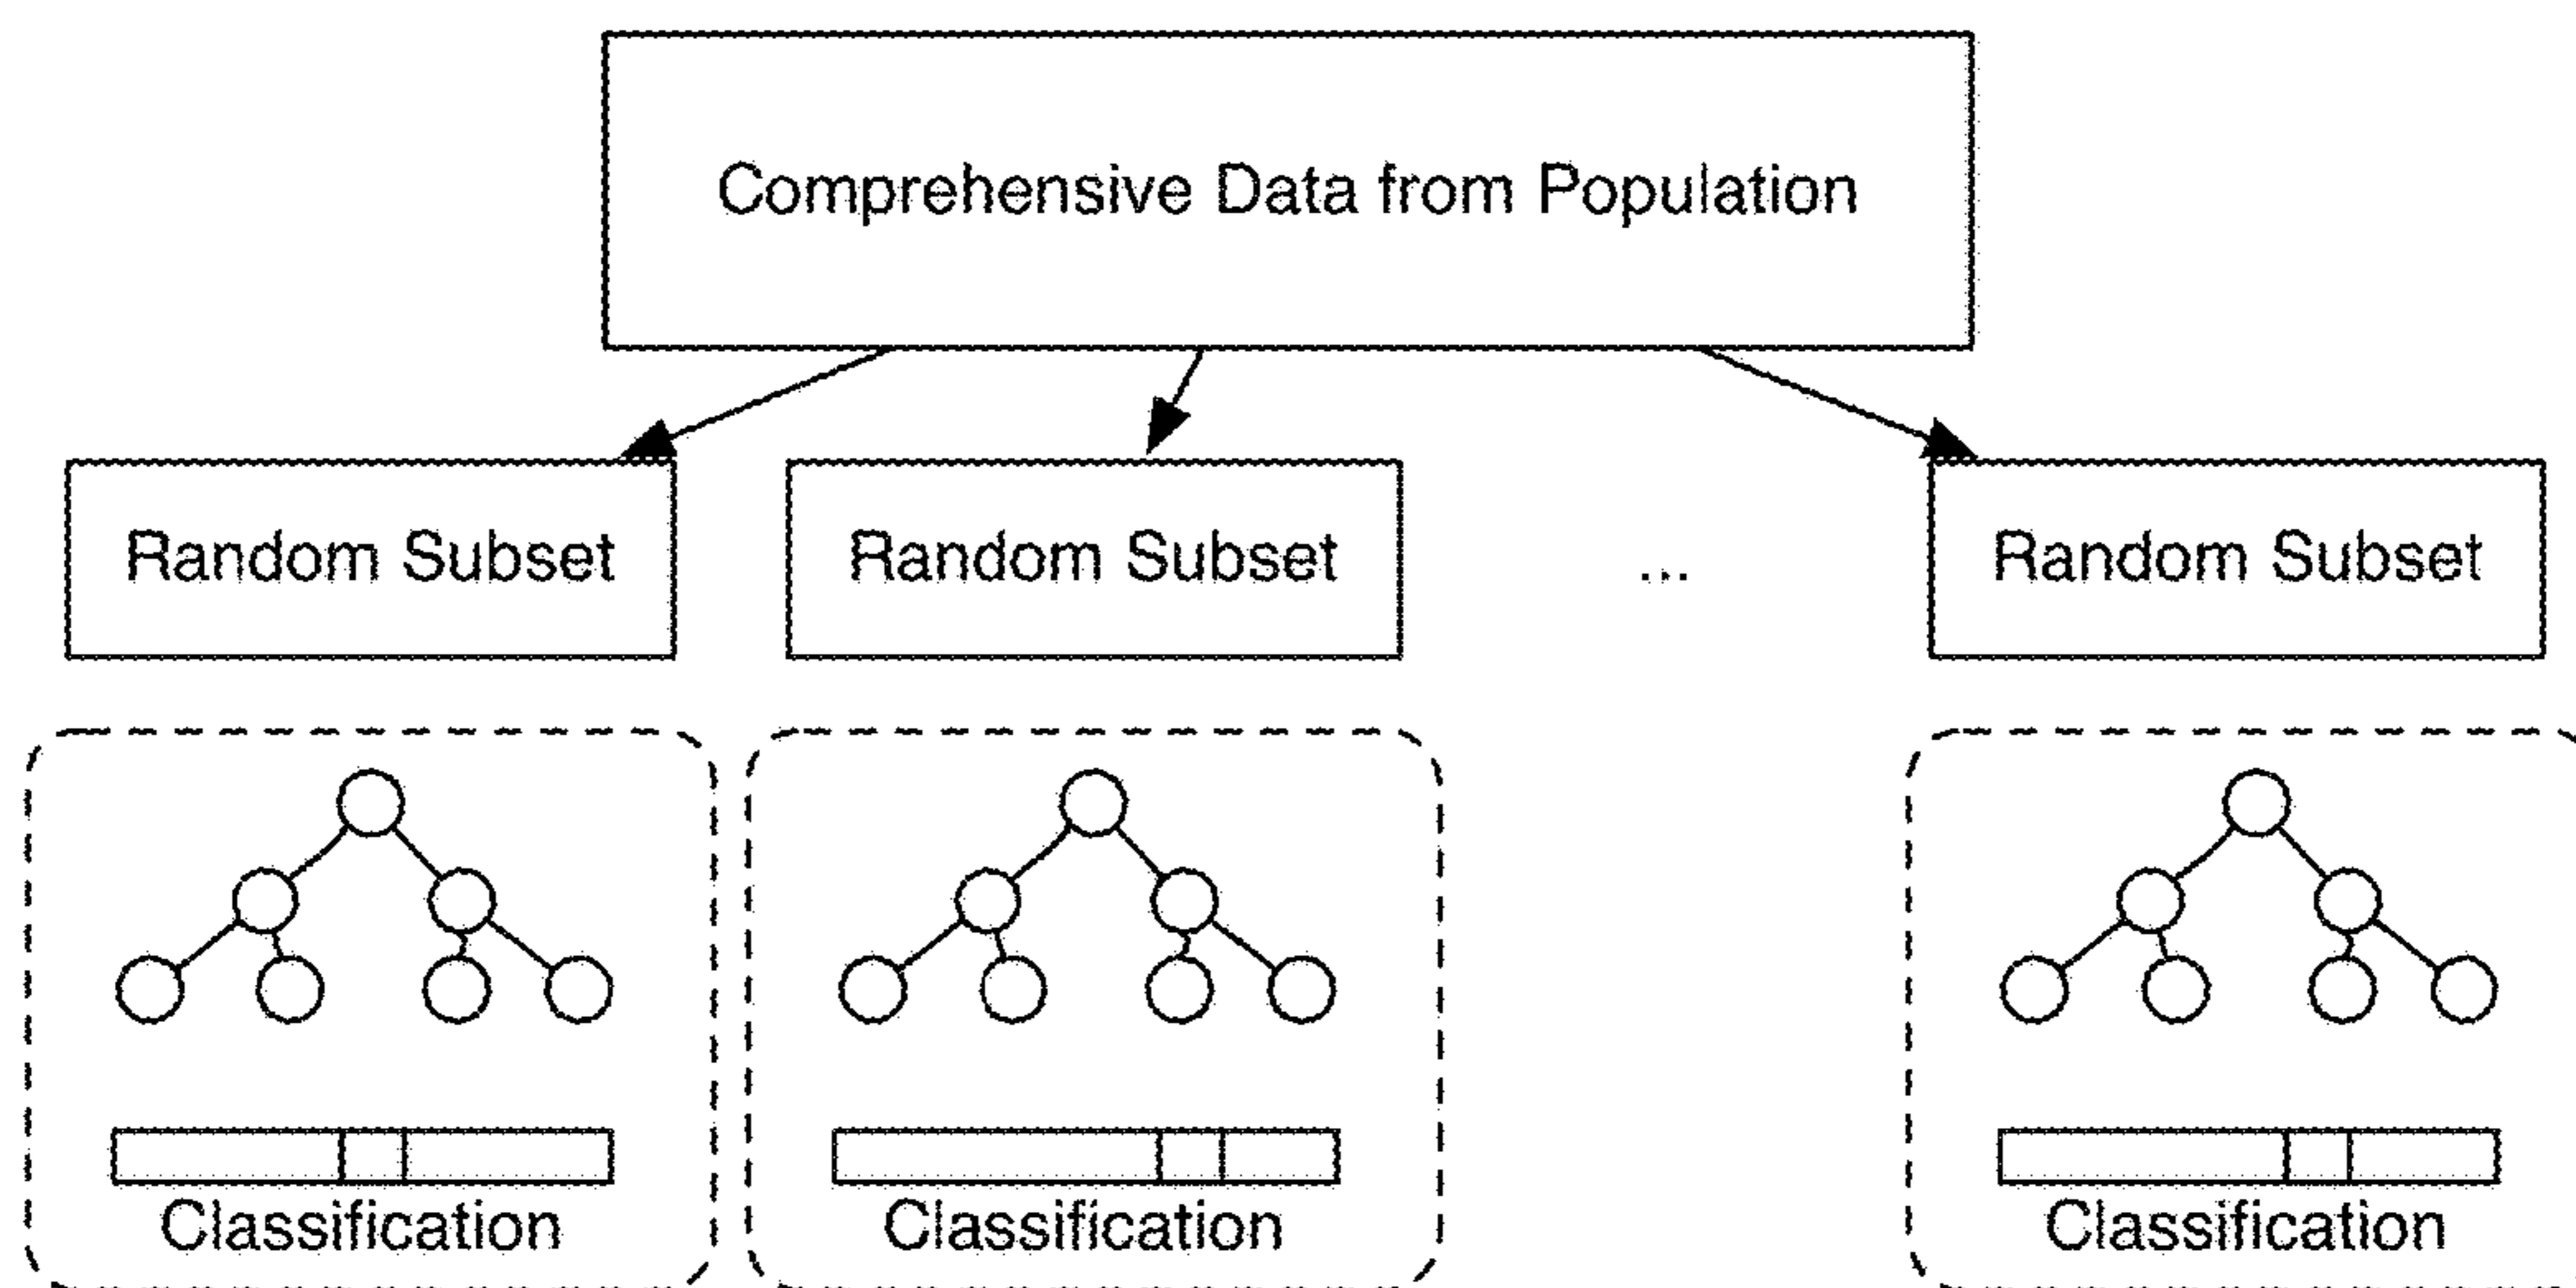 Comprehensive Data from Population
Random Subset
Random Subset
...
Random Subset
Classification
Classification
Classification